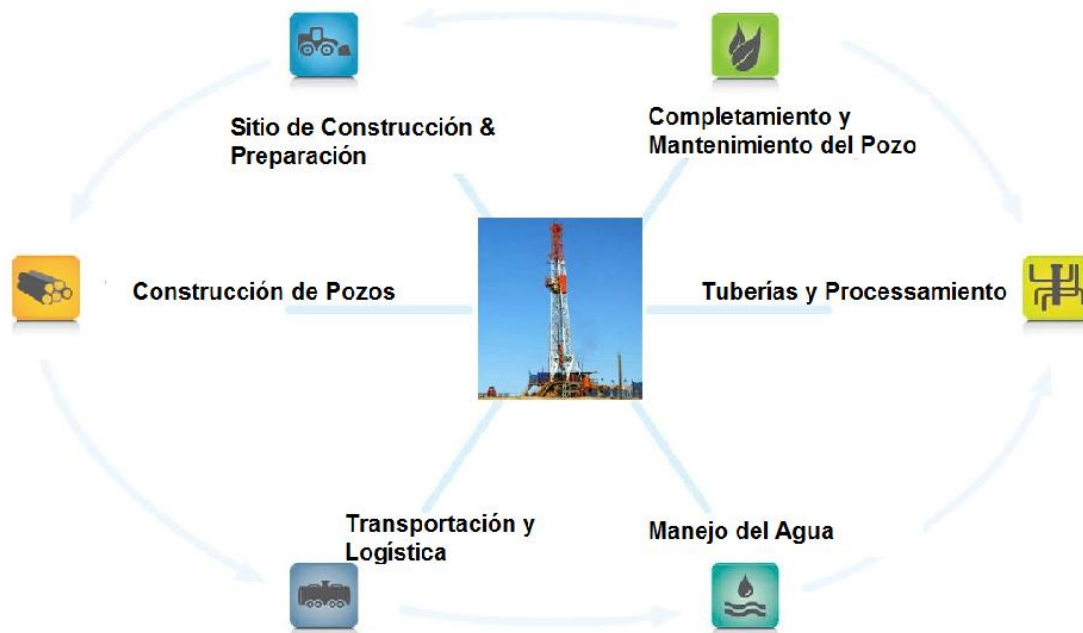 Sitio de Construcción &
Preparación
Completamiento y
Mantenimiento del Pozo
Construcción de Pozos
Tuberías y Processamiento
Transportación y
Logística
Manejo del Agua